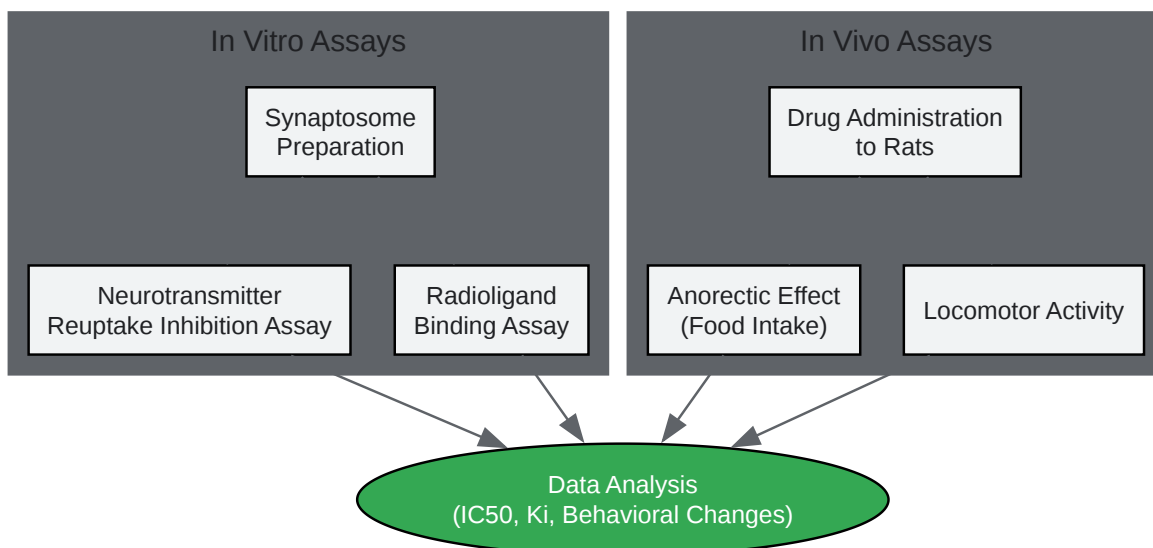 In Vitro Assays
Synaptosome
Preparation
Neurotransmitter
Reuptake Inhibition Assay
Radioligand
Binding Assay
In Vivo Assays
Drug Administration
to Rats
Anorectic Effect
(Food Intake)
Locomotor Activity
Data Analysis
(IC50, Ki, Behavioral Changes)